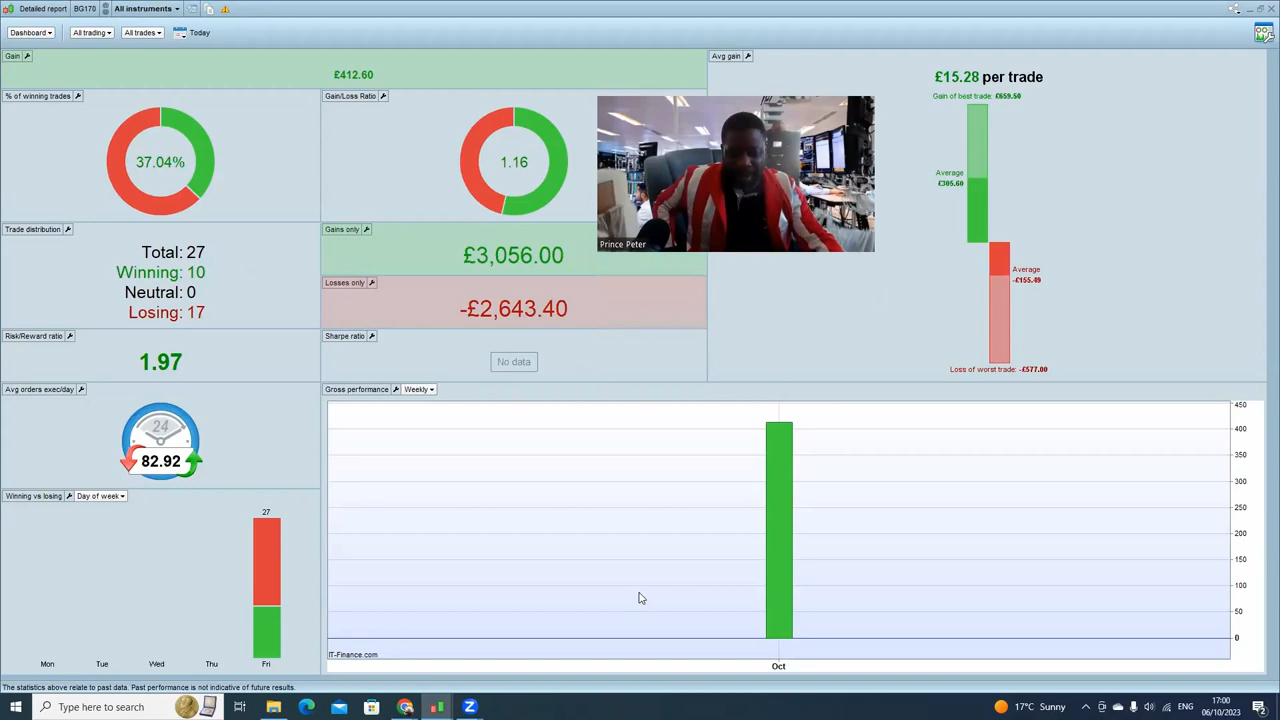 Detailed report BG170 All instruments
Dashboard All trading All trades Today
Gain
£412.60
% of winning trades
37.04%
Gain/Loss Ratio
1.16
Prince Peter
Avg gain
£15.28 per trade
Gain of best trade: £659.50
Average
£305.60
Average
-£155.49
Loss of worst trade: -£577.00
Trade distribution
Total: 27
Winning: 10
Neutral: 0
Losing: 17
Gains only
£3,056.00
Losses only
-£2,643.40
Risk/Reward ratio
1.97
Sharpe ratio
No data
Avg orders exec/day
24
82.92
Gross performance Weekly
450
400
350
300
250
200
150
100
50
0
IT-Finance.com
Oct
Winning vs losing Day of week
27
Mon Tue Wed Thu Fri
The statistics above relate to past data. Past performance is not indicative of future results.
Type here to search
17°C Sunny
ENG
17:00
06/10/2023
2